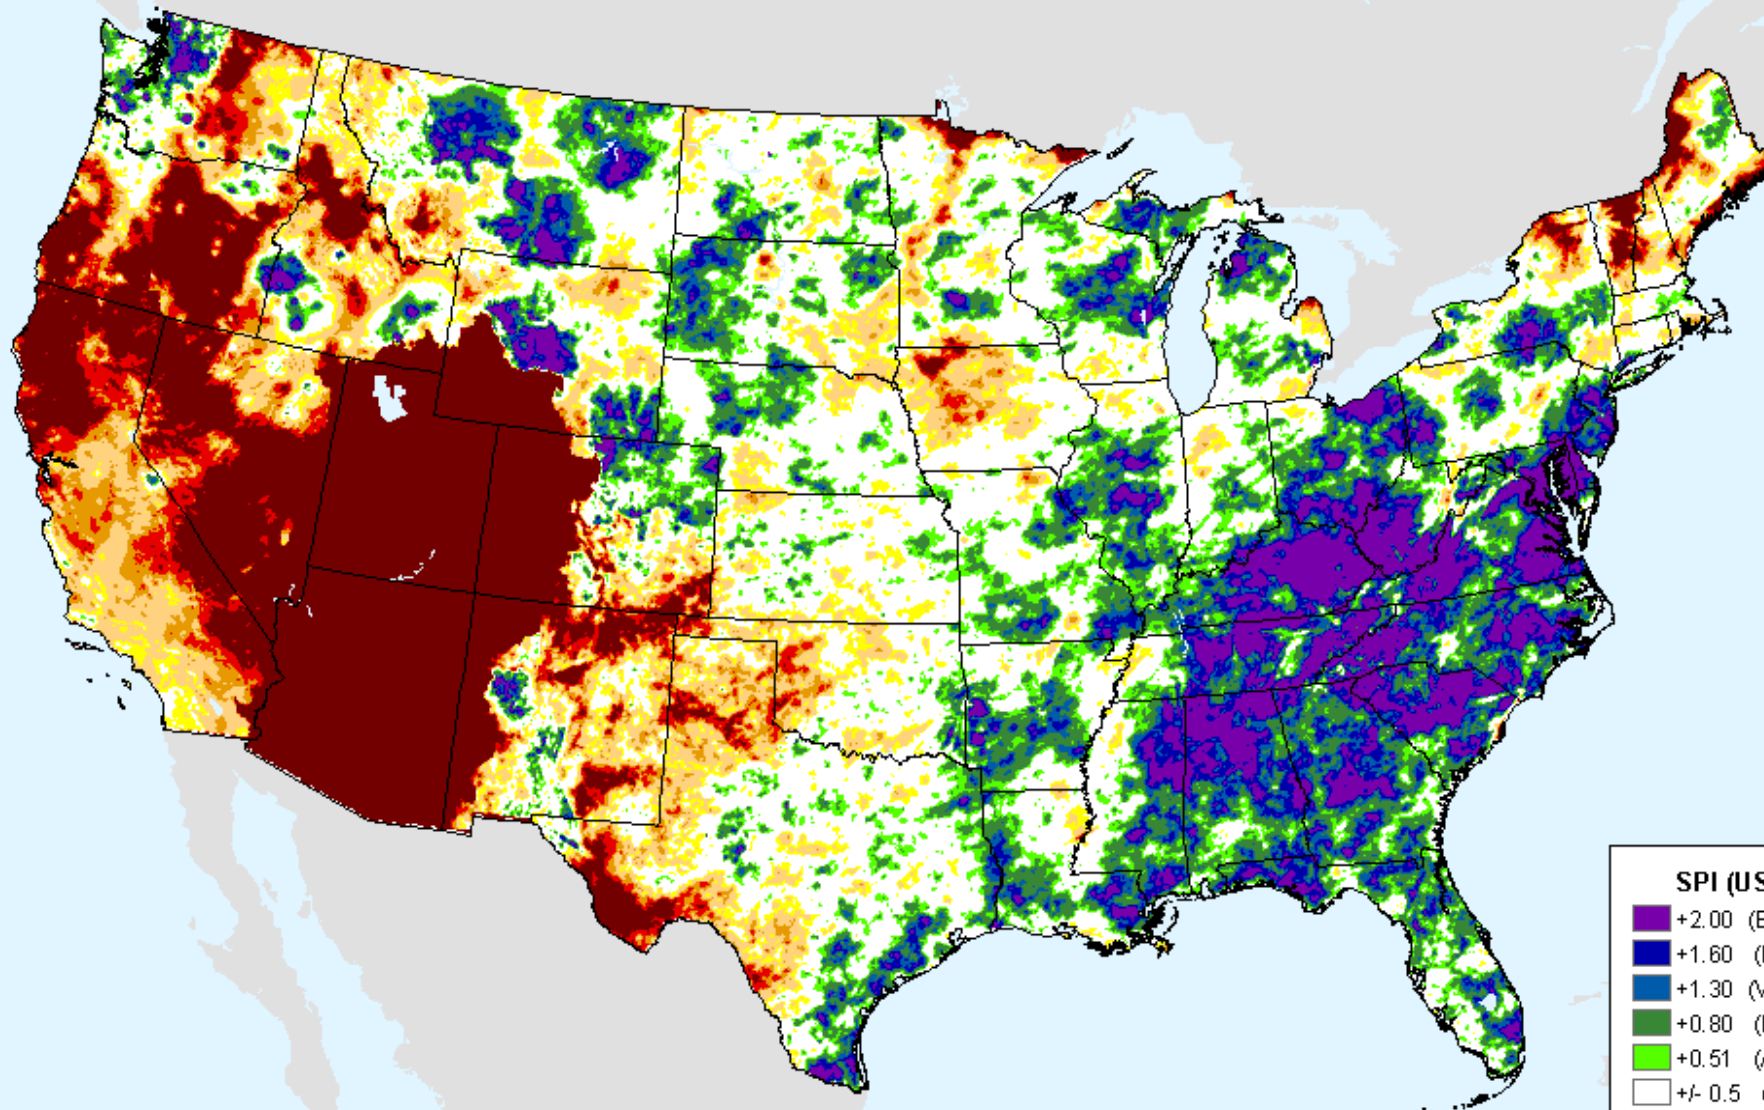 SPI (US
+2.00 (E
+1.60 (
+1.30 (V
+0.80 (
+0.51 (
+/- 0.5